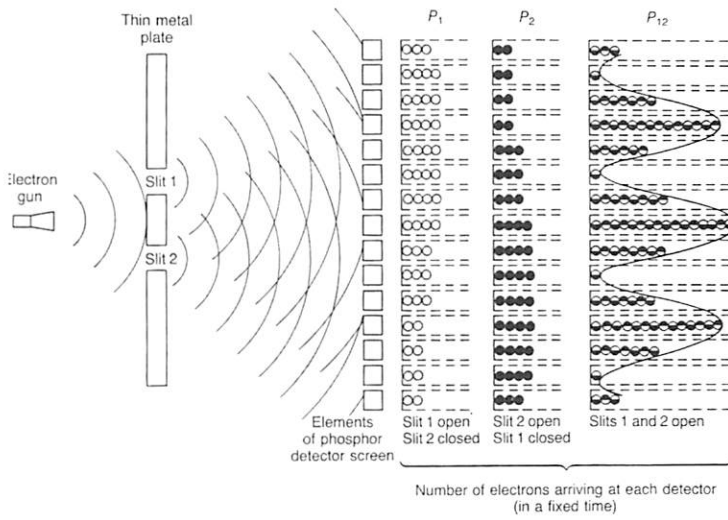 Thin metal
plate
P₁
P₂
P₁₂
:lectron
gun
Slit 1
Slit 2
Elements
of phosphor
detector screen
Slit 1 open
Slit 2 closed
Slit 2 open
Slit 1 closed
Slits 1 and 2 open
Number of electrons arriving at each detector
(in a fixed time)